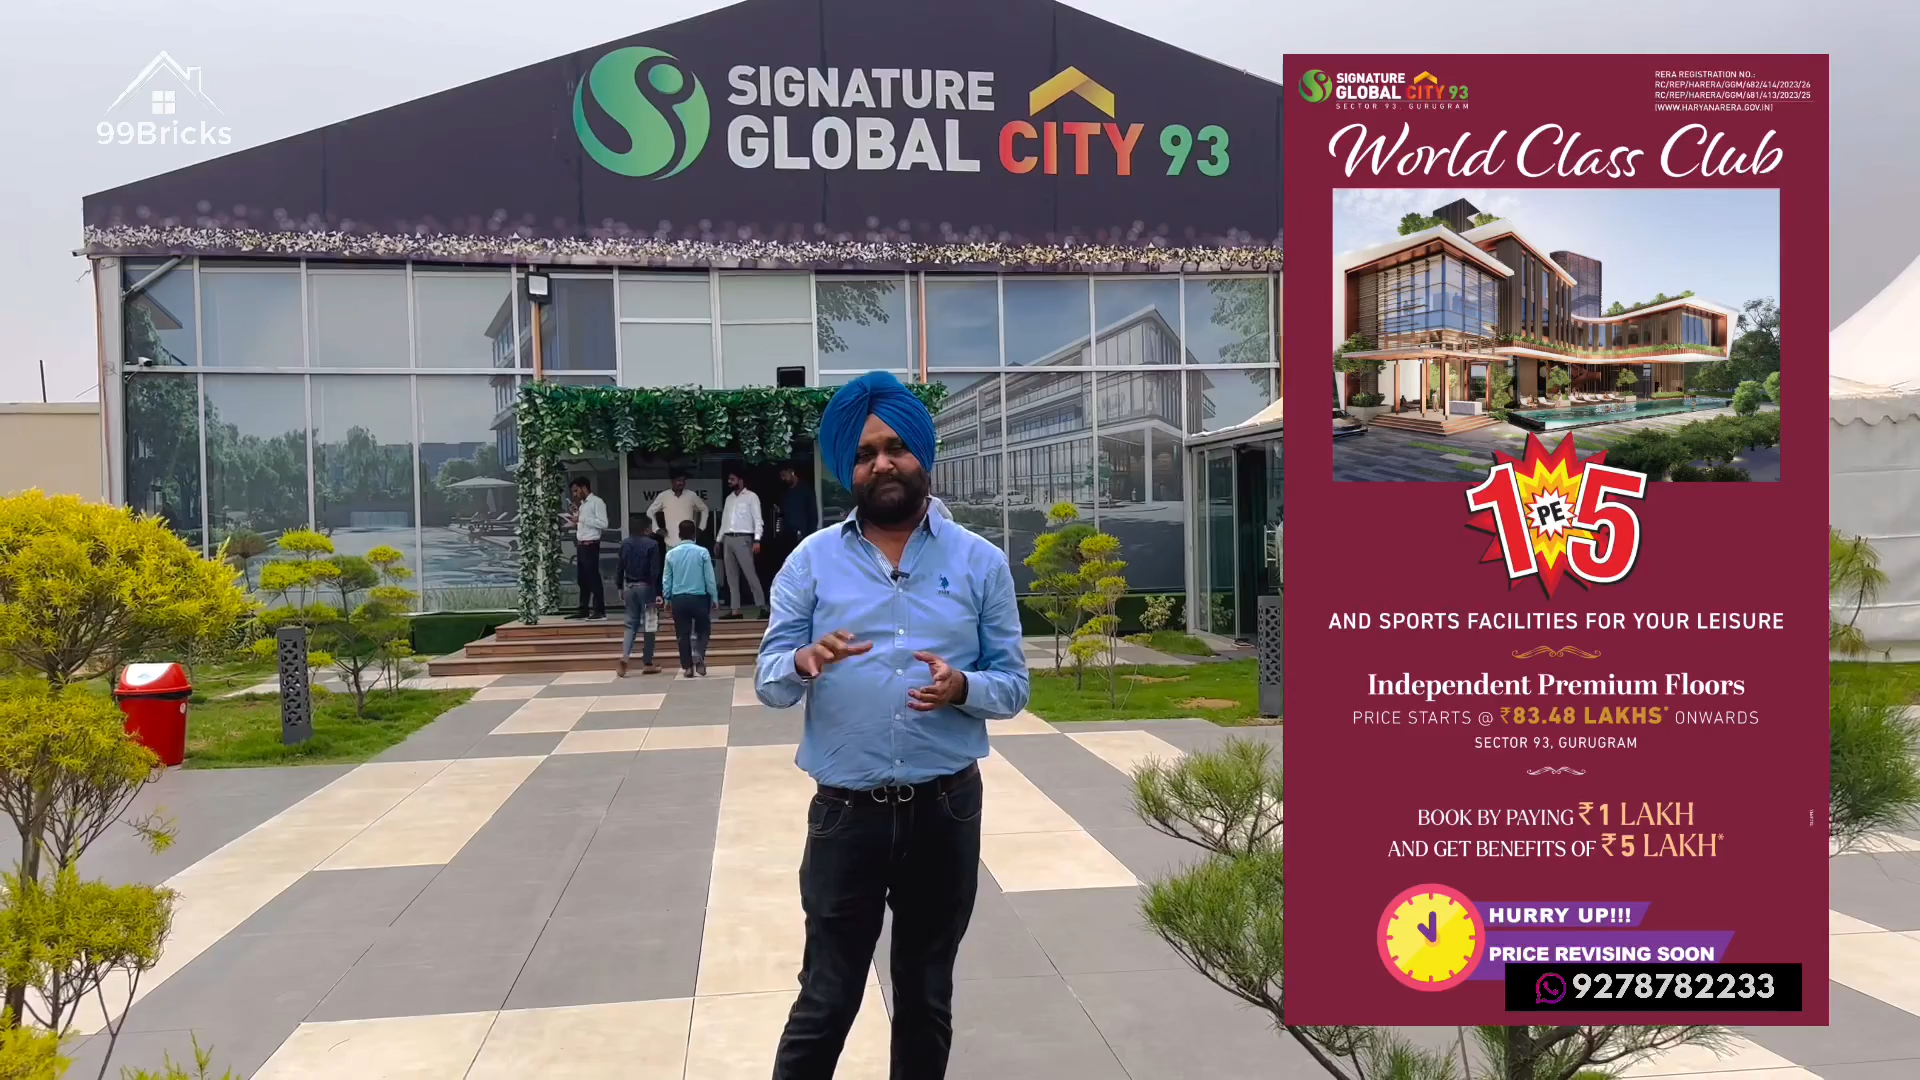 99Bricks
SIGNATURE
GLOBAL CITY 93
SIGNATURE
GLOBAL CITY 93
SECTOR 93, GURUGRAM
RERA REGISTRATION NO.:
RC/REP/HARERA/GGM/682/414/2023/26
RC/REP/HARERA/GGM/681/413/2023/25
(WWW.HARYANARERA.GOV.IN)
World Class Club
1 PE 5
AND SPORTS FACILITIES FOR YOUR LEISURE
Independent Premium Floors
PRICE STARTS @ ₹83.48 LAKHS* ONWARDS
SECTOR 93, GURUGRAM
BOOK BY PAYING ₹1 LAKH
AND GET BENEFITS OF ₹5 LAKH*
HURRY UP!!!
PRICE REVISING SOON
9278782233